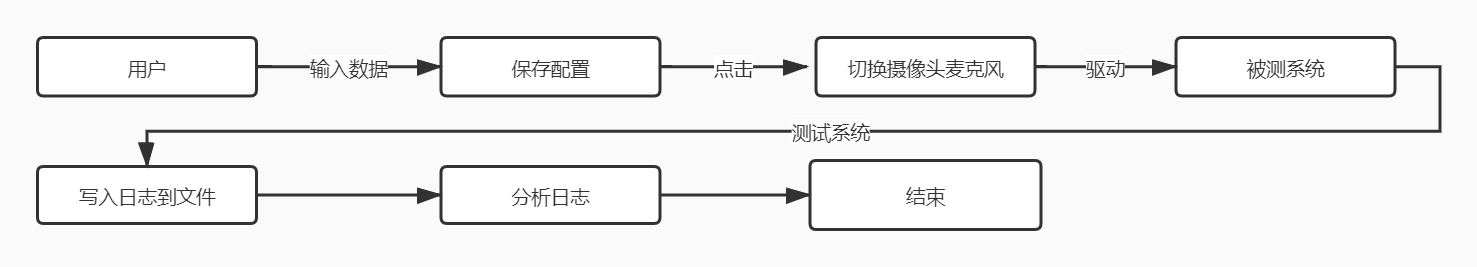 用户
输入数据
保存配置
点击
切换摄像头麦克风
驱动
被测系统
测试系统
写入日志到文件
分析日志
结束